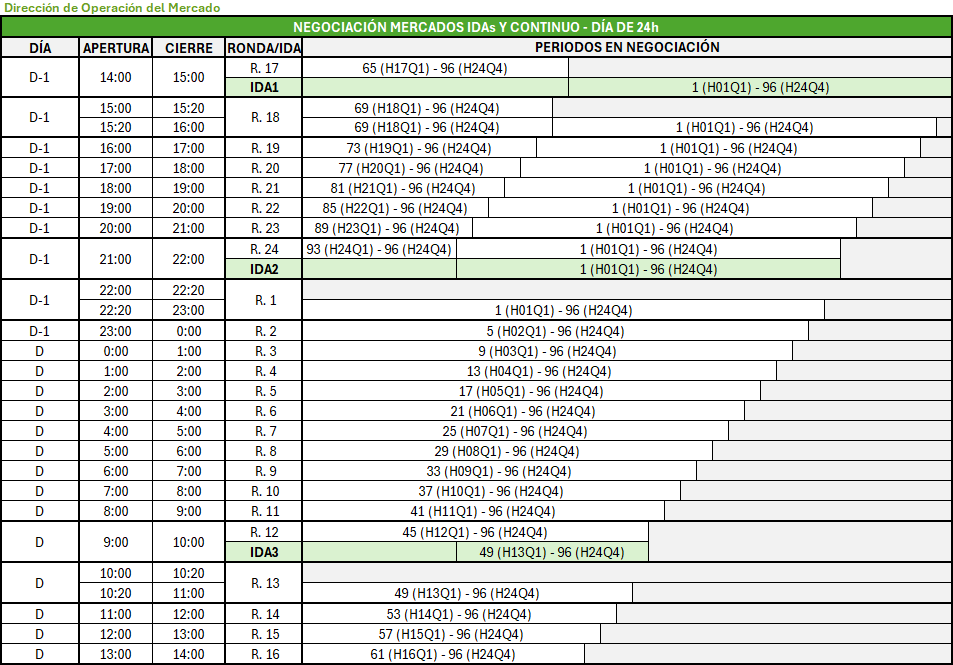 Dirección de Operación del Mercado
NEGOCIACIÓN MERCADOS IDAs Y CONTINUO - DÍA DE 24h
DÍA APERTURA CIERRE RONDA/IDA PERIODOS EN NEGOCIACIÓN
D-1 14:00 15:00 R. 17 65 (H17Q1) - 96 (H24Q4)
IDA1 1 (H01Q1) - 96 (H24Q4)
D-1 15:00 15:20 R. 18 69 (H18Q1) - 96 (H24Q4)
15:20 16:00 69 (H18Q1) - 96 (H24Q4) 1 (H01Q1) - 96 (H24Q4)
D-1 16:00 17:00 R. 19 73 (H19Q1) - 96 (H24Q4) 1 (H01Q1) - 96 (H24Q4)
D-1 17:00 18:00 R. 20 77 (H20Q1) - 96 (H24Q4) 1 (H01Q1) - 96 (H24Q4)
D-1 18:00 19:00 R. 21 81 (H21Q1) - 96 (H24Q4) 1 (H01Q1) - 96 (H24Q4)
D-1 19:00 20:00 R. 22 85 (H22Q1) - 96 (H24Q4) 1 (H01Q1) - 96 (H24Q4)
D-1 20:00 21:00 R. 23 89 (H23Q1) - 96 (H24Q4) 1 (H01Q1) - 96 (H24Q4)
D-1 21:00 22:00 R. 24 93 (H24Q1) - 96 (H24Q4) 1 (H01Q1) - 96 (H24Q4)
IDA2 1 (H01Q1) - 96 (H24Q4)
D-1 22:00 22:20 R. 1
22:20 23:00 1 (H01Q1) - 96 (H24Q4)
D-1 23:00 0:00 R. 2 5 (H02Q1) - 96 (H24Q4)
D 0:00 1:00 R. 3 9 (H03Q1) - 96 (H24Q4)
D 1:00 2:00 R. 4 13 (H04Q1) - 96 (H24Q4)
D 2:00 3:00 R. 5 17 (H05Q1) - 96 (H24Q4)
D 3:00 4:00 R. 6 21 (H06Q1) - 96 (H24Q4)
D 4:00 5:00 R. 7 25 (H07Q1) - 96 (H24Q4)
D 5:00 6:00 R. 8 29 (H08Q1) - 96 (H24Q4)
D 6:00 7:00 R. 9 33 (H09Q1) - 96 (H24Q4)
D 7:00 8:00 R. 10 37 (H10Q1) - 96 (H24Q4)
D 8:00 9:00 R. 11 41 (H11Q1) - 96 (H24Q4)
D 9:00 10:00 R. 12 45 (H12Q1) - 96 (H24Q4)
IDA3 49 (H13Q1) - 96 (H24Q4)
D 10:00 10:20 R. 13
10:20 11:00 49 (H13Q1) - 96 (H24Q4)
D 11:00 12:00 R. 14 53 (H14Q1) - 96 (H24Q4)
D 12:00 13:00 R. 15 57 (H15Q1) - 96 (H24Q4)
D 13:00 14:00 R. 16 61 (H16Q1) - 96 (H24Q4)